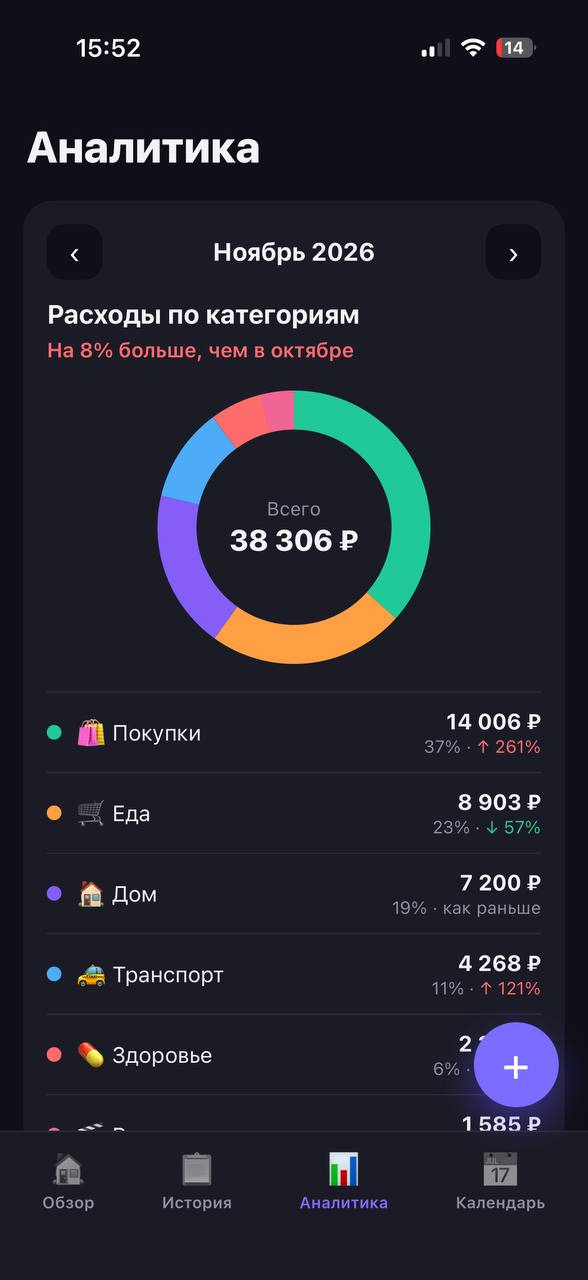 15:52
14
Аналитика
‹
Ноябрь 2026
›
Расходы по категориям
На 8% больше, чем в октябре
Всего
38 306 ₽
Покупки
14 006 ₽
37% · ↑ 261%
Еда
8 903 ₽
23% · ↓ 57%
Дом
7 200 ₽
19% · как раньше
Транспорт
4 268 ₽
11% · ↑ 121%
Здоровье
2
6% ·
+
1 585 ₽
JUL
17
Обзор
История
Аналитика
Календарь